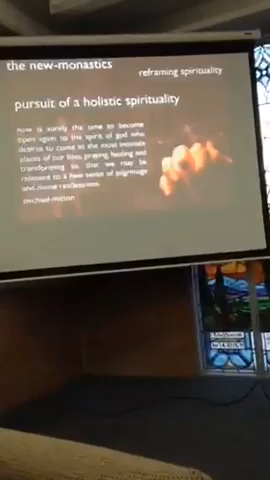 the new-monastics
reframing spirituality
pursuit of a holistic spirituality
now is surely the time to become
open again to the spirit of god who
desires to come to the most intimate
places of our lives, praying, healing and
transforming us, that we may be
released to a new sense of pilgrimage
and divine restlessness.
michael mitton